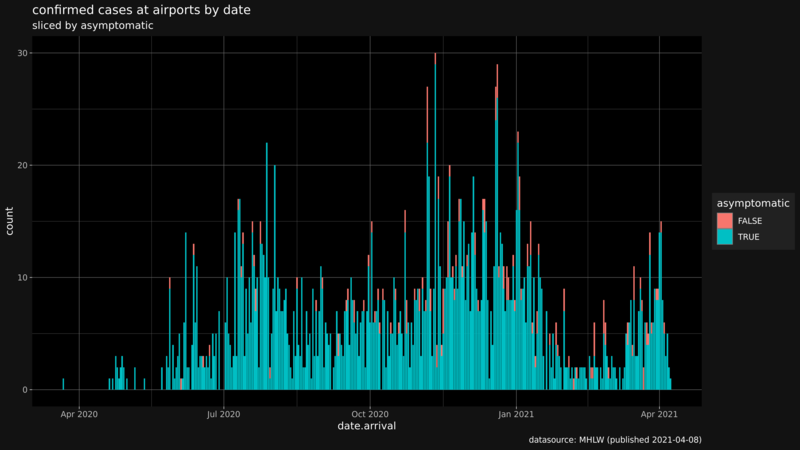 confirmed cases at airports by date
sliced by asymptomatic
30
20
10
0
count
Apr 2020
Jul 2020
Oct 2020
Jan 2021
Apr 2021
date.arrival
asymptomatic
FALSE
TRUE
datasource: MHLW (published 2021-04-08)